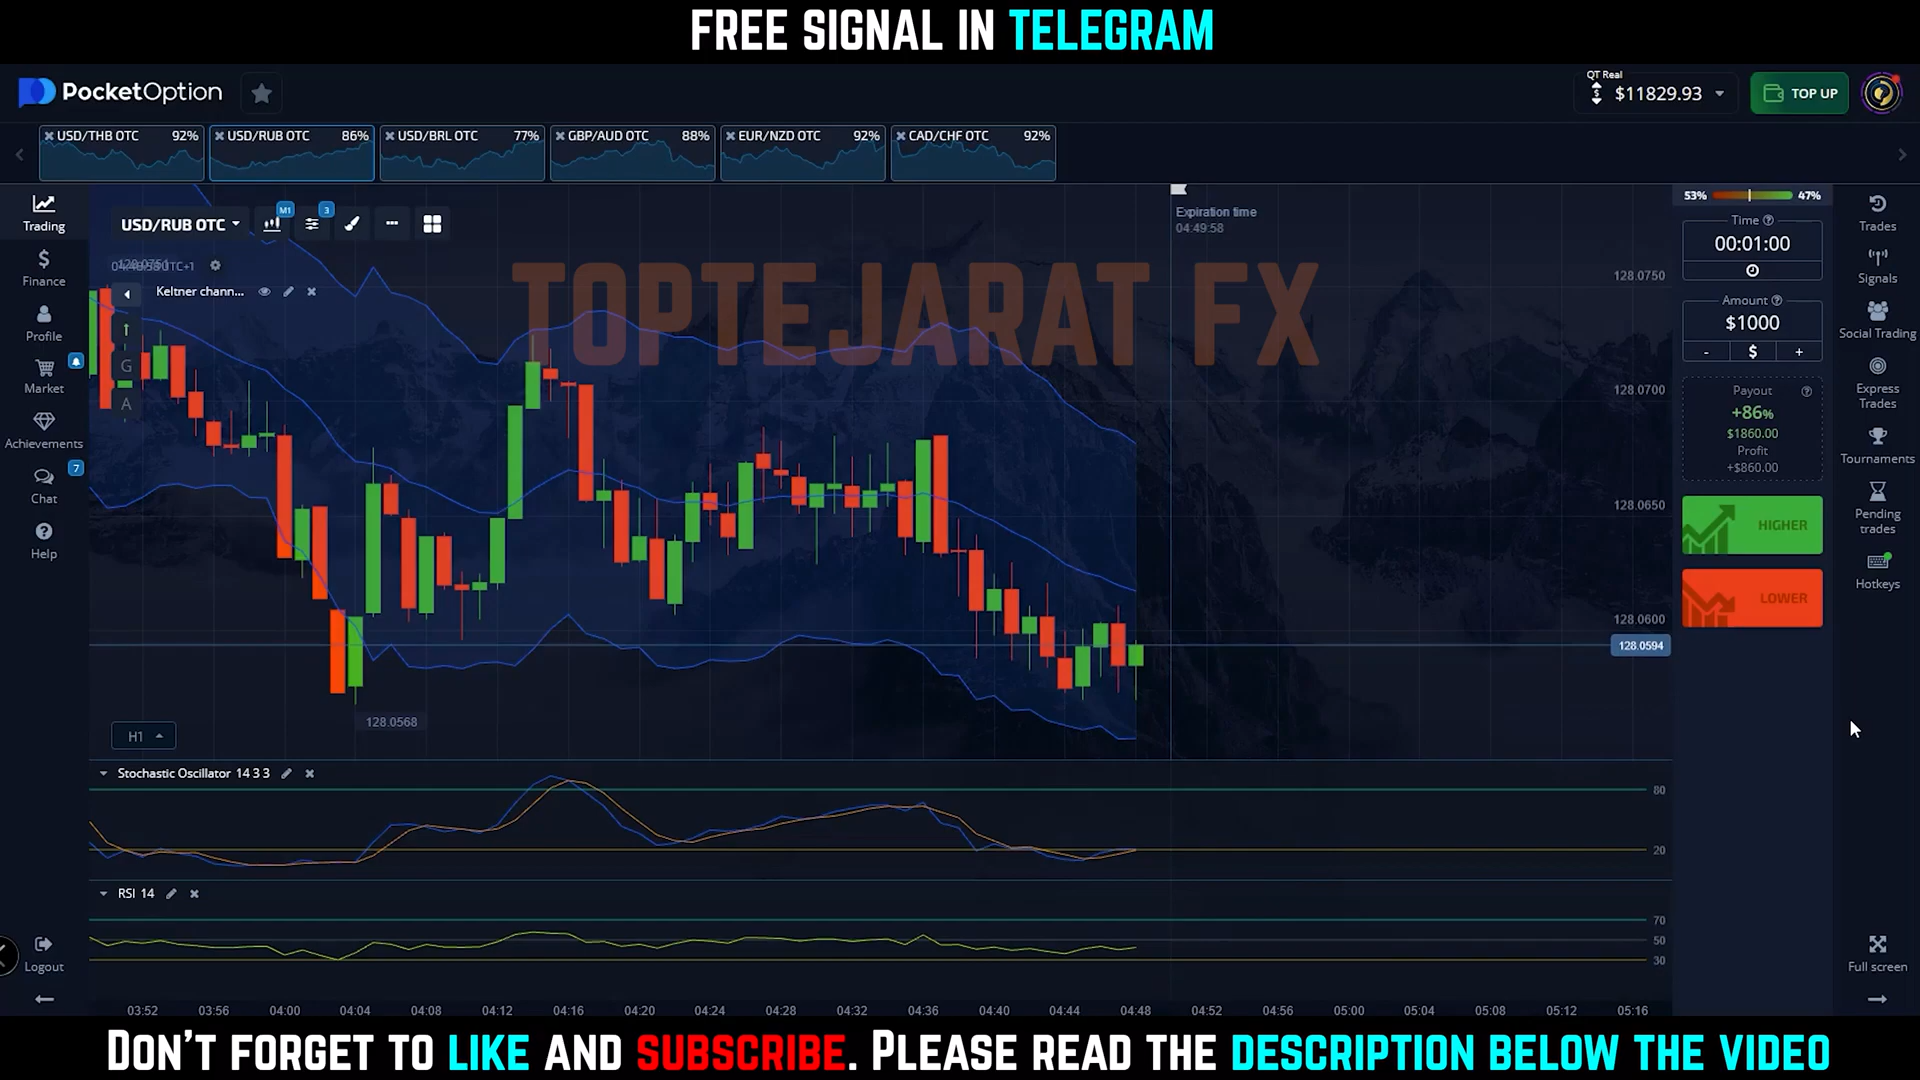 FREE SIGNAL IN TELEGRAM
PocketOption
QT Real
$11829.93
TOP UP
USD/THB OTC 92%
USD/RUB OTC 86%
USD/BRL OTC 77%
GBP/AUD OTC 88%
EUR/NZD OTC 92%
CAD/CHF OTC 92%
Trading
Finance
Profile
Market
Achievements
7
Chat
Help
Logout
USD/RUB OTC
M1
3
Keltner chann...
G
A
TOPTEJARAT FX
Expiration time
04:49:58
128.0750
128.0700
128.0650
128.0600
128.0594
128.0568
H1
Stochastic Oscillator 14 3 3
80
20
RSI 14
70
50
30
03:52 03:56 04:00 04:04 04:08 04:12 04:16 04:20 04:24 04:28 04:32 04:36 04:40 04:44 04:48 04:52 04:56 05:00 05:04 05:08 05:12 05:16
53% 47%
Time
00:01:00
Amount
$1000
- $ +
Payout
+86%
$1860.00
Profit
+$860.00
HIGHER
LOWER
Trades
Signals
Social Trading
Express
Trades
Tournaments
Pending
trades
Hotkeys
Full screen
DON'T FORGET TO LIKE AND SUBSCRIBE. PLEASE READ THE DESCRIPTION BELOW THE VIDEO